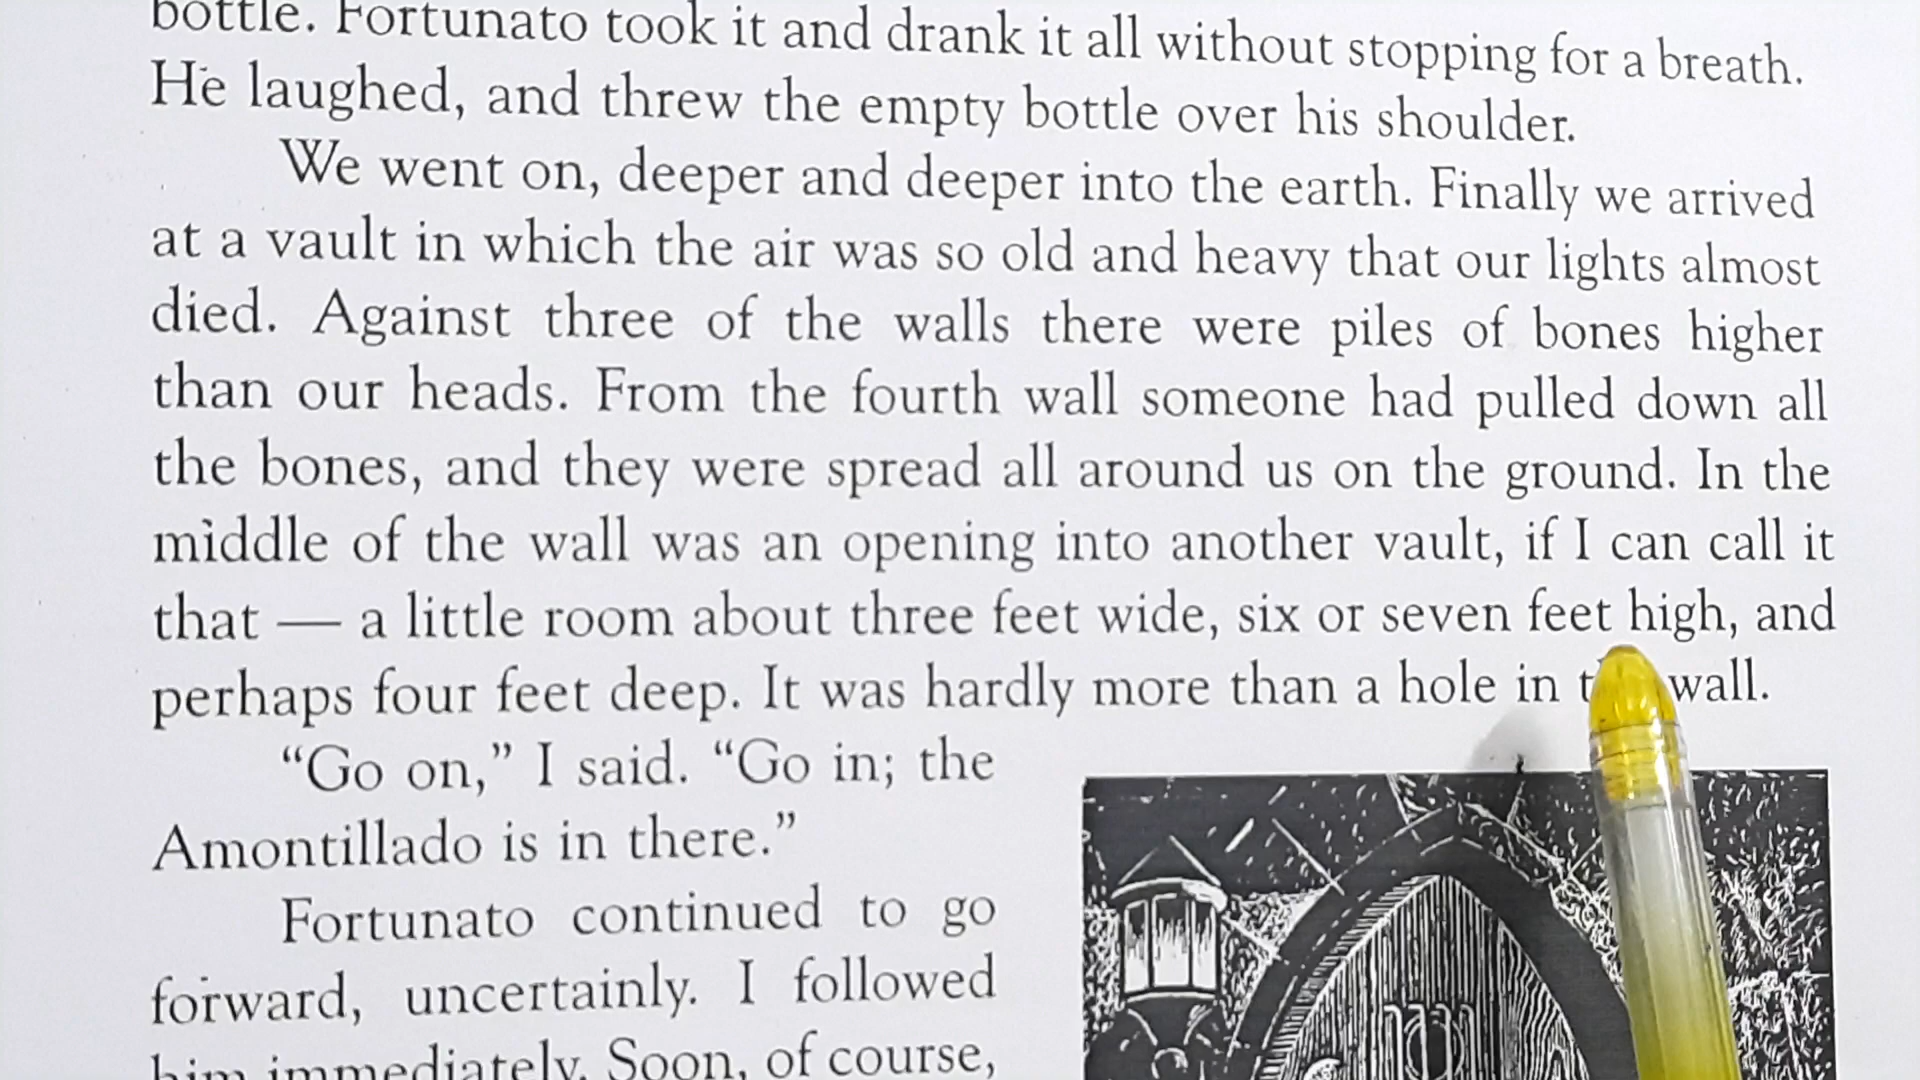 bottle. Fortunato took it and drank it all without stopping for a breath.
He laughed, and threw the empty bottle over his shoulder.
We went on, deeper and deeper into the earth. Finally we arrived
at a vault in which the air was so old and heavy that our lights almost
died. Against three of the walls there were piles of bones higher
than our heads. From the fourth wall someone had pulled down all
the bones, and they were spread all around us on the ground. In the
middle of the wall was an opening into another vault, if I can call it
that — a little room about three feet wide, six or seven feet high, and
perhaps four feet deep. It was hardly more than a hole in wall.
“Go on,” I said. “Go in; the
Amontillado is in there.”
Fortunato continued to go
forward, uncertainly. I followed
him immediately. Soon, of course,